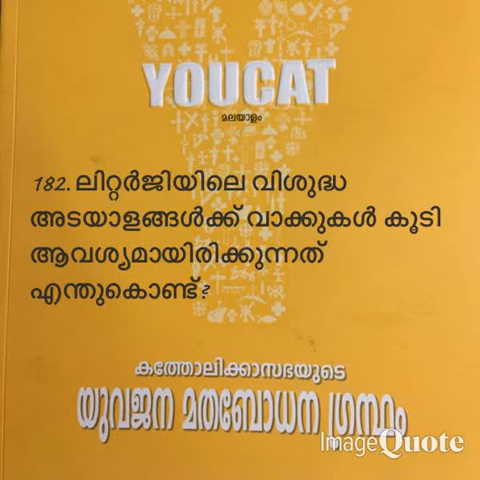 YOUCAT
മലയാളം
182. ലിറ്റർജിയിലെ വിശുദ്ധ
അടയാളങ്ങൾക്ക് വാക്കുകൾ കൂടി
ആവശ്യമായിരിക്കുന്നത്
എന്തുകൊണ്ട്?
കത്തോലിക്കാസഭയുടെ
യുവജന മതബോധന ഗ്രന്ഥം
ImageQuote